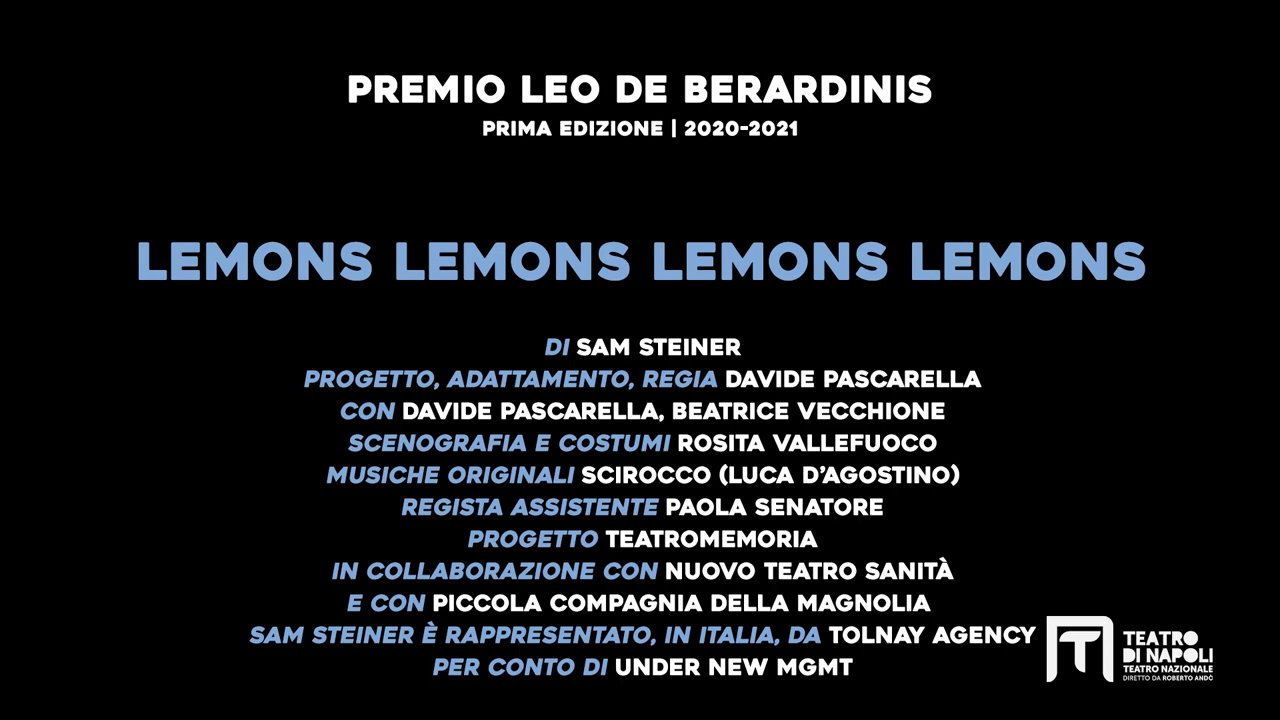 PREMIO LEO DE BERARDINIS
PRIMA EDIZIONE | 2020-2021
LEMONS LEMONS LEMONS LEMONS
DI SAM STEINER
PROGETTO, ADATTAMENTO, REGIA DAVIDE PASCARELLA
CON DAVIDE PASCARELLA, BEATRICE VECCHIONE
SCENOGRAFIA E COSTUMI ROSITA VALLEFUOCO
MUSICHE ORIGINALI SCIROCCO (LUCA D'AGOSTINO)
REGISTA ASSISTENTE PAOLA SENATORE
PROGETTO TEATROMEMORIA
IN COLLABORAZIONE CON NUOVO TEATRO SANITÀ
E CON PICCOLA COMPAGNIA DELLA MAGNOLIA
SAM STEINER È RAPPRESENTATO, IN ITALIA, DA TOLNAY AGENCY
PER CONTO DI UNDER NEW MGMT
TEATRO
DI NAPOLI
TEATRO NAZIONALE
DIRETTO DA ROBERTO ANDÒ